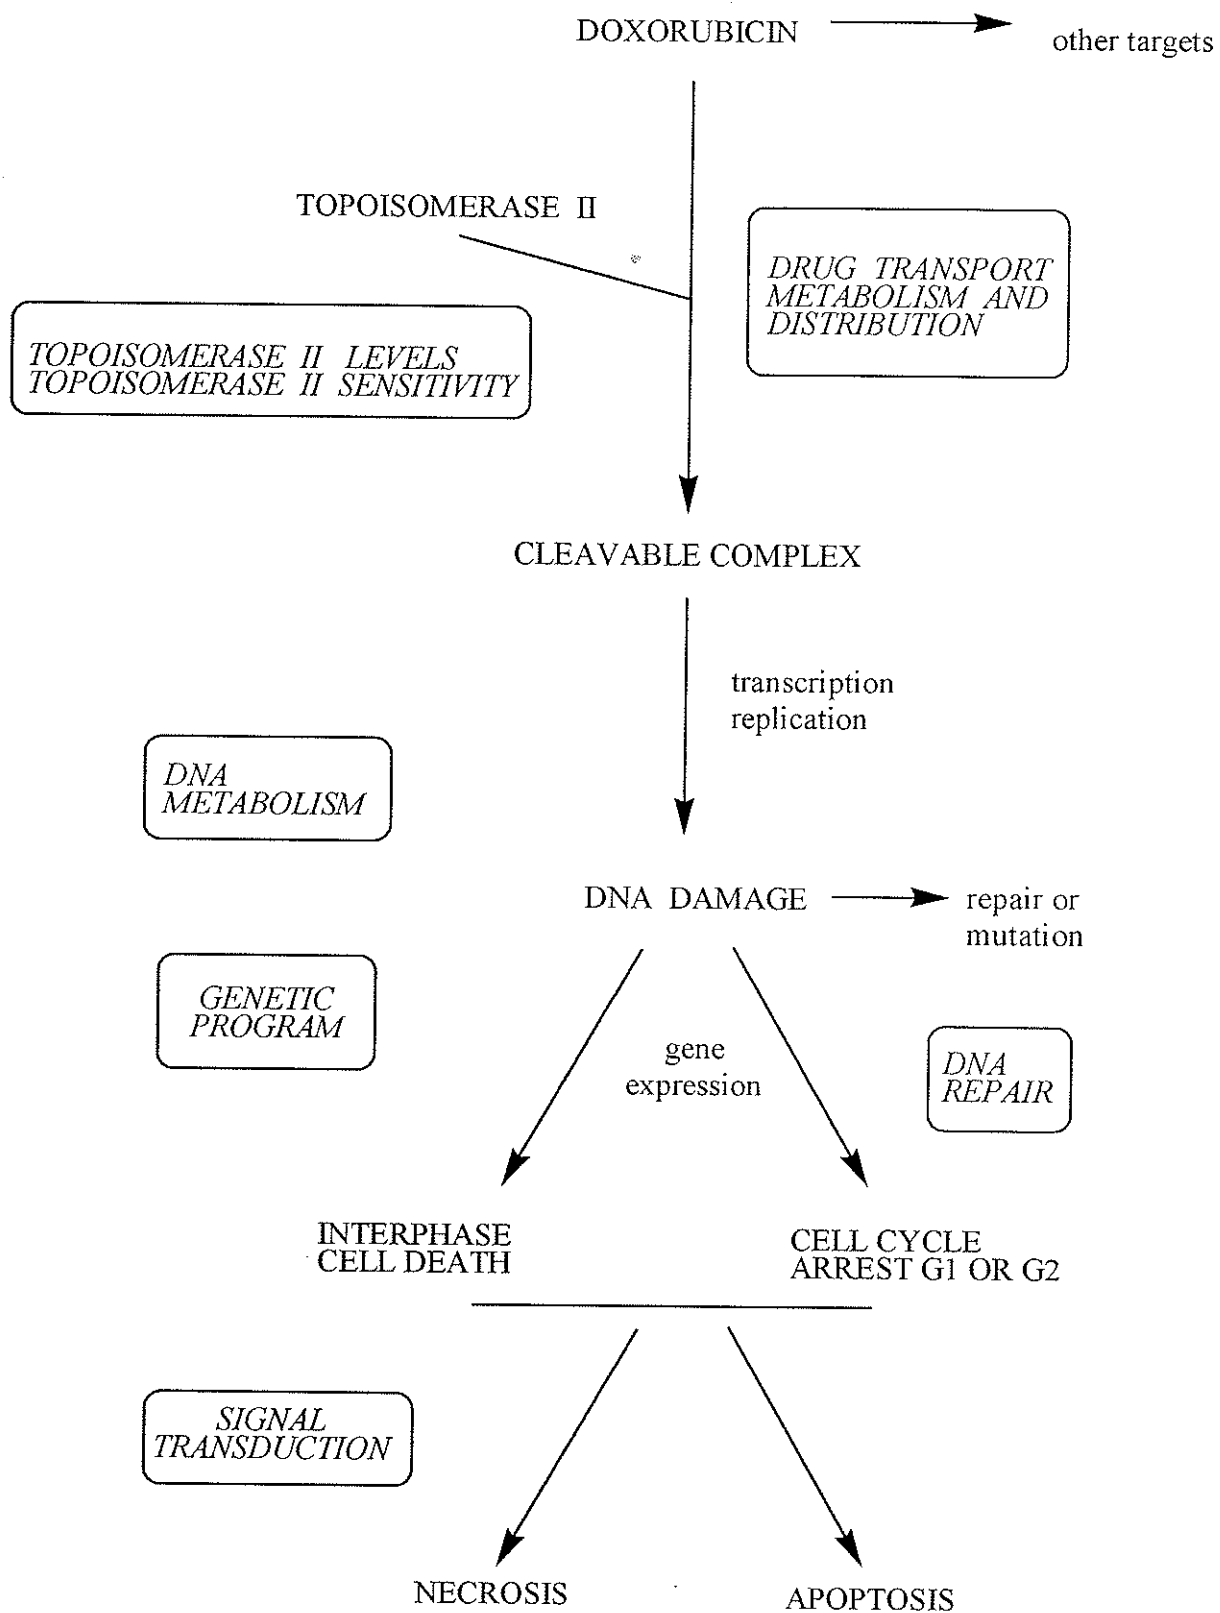 DOXORUBICIN
other targets
TOPOISOMERASE II
DRUG TRANSPORT
METABOLISM AND
DISTRIBUTION
TOPOISOMERASE II LEVELS
TOPOISOMERASE II SENSITIVITY
CLEAVABLE COMPLEX
transcription
replication
DNA
METABOLISM
DNA DAMAGE
repair or
mutation
GENETIC
PROGRAM
gene
expression
DNA
REPAIR
INTERPHASE
CELL DEATH
CELL CYCLE
ARREST G1 OR G2
SIGNAL
TRANSDUCTION
NECROSIS
APOPTOSIS